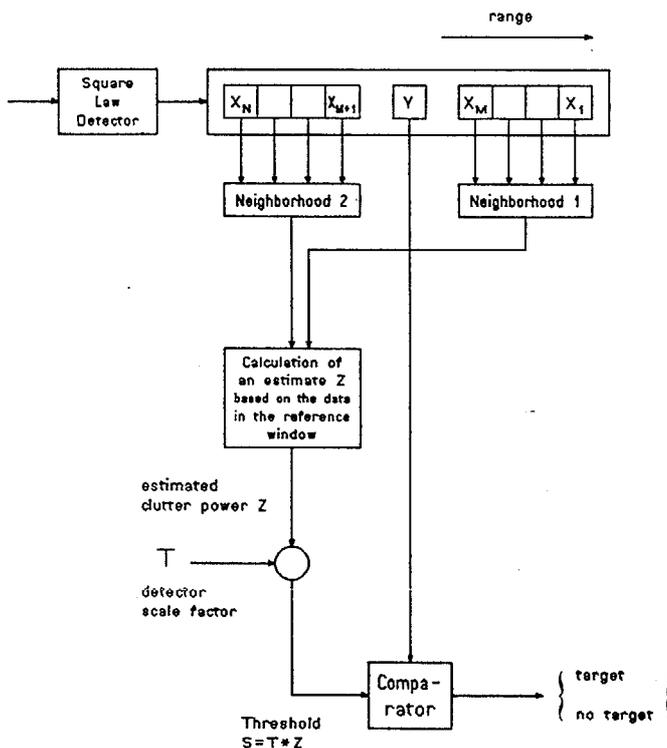 range
Square
Law
Detector
X_N X_{M+1} Y X_M X_1
Neighborhood 2
Neighborhood 1
Calculation of
an estimate Z
based on the data
in the reference
window
estimated
clutter power Z
T
detector
scale factor
Compa-
rator
target
no target
Threshold
S=T*Z